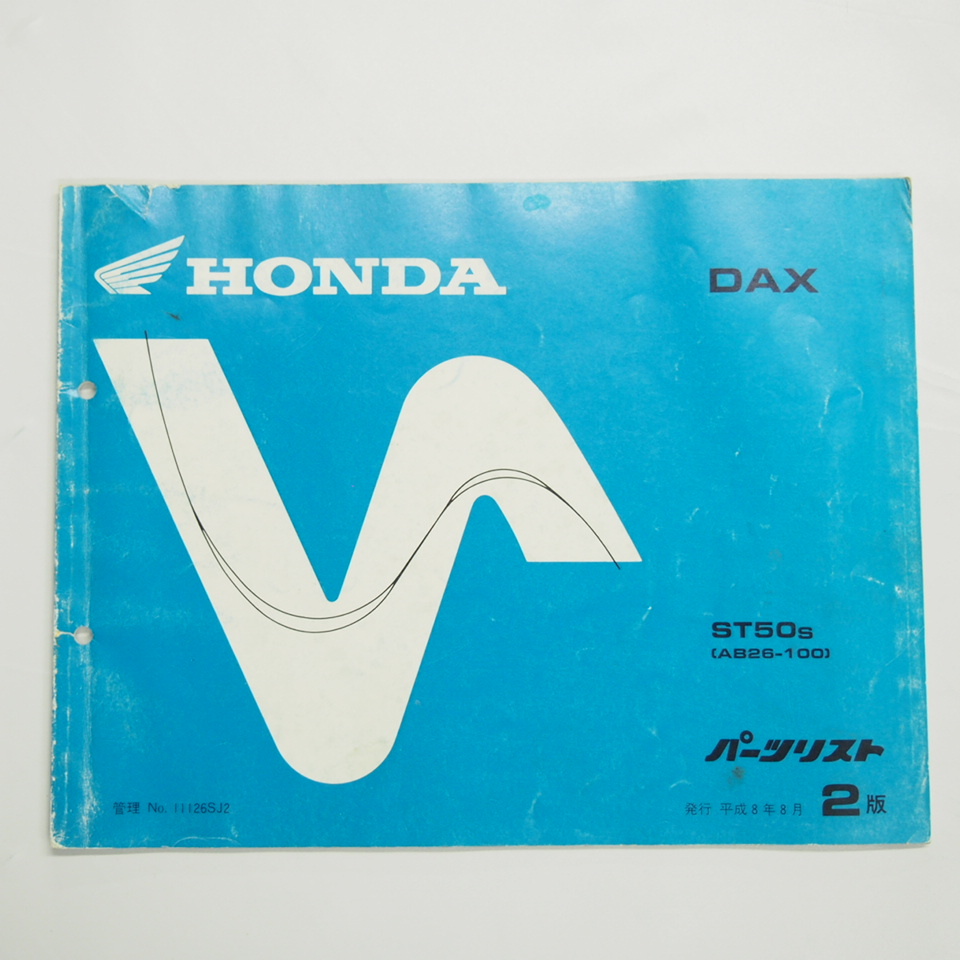 HONDA
DAX
ST50s
(AB26-100)
パーツリスト
管理 No. 11126SJ2
発行 平成8年8月 2版